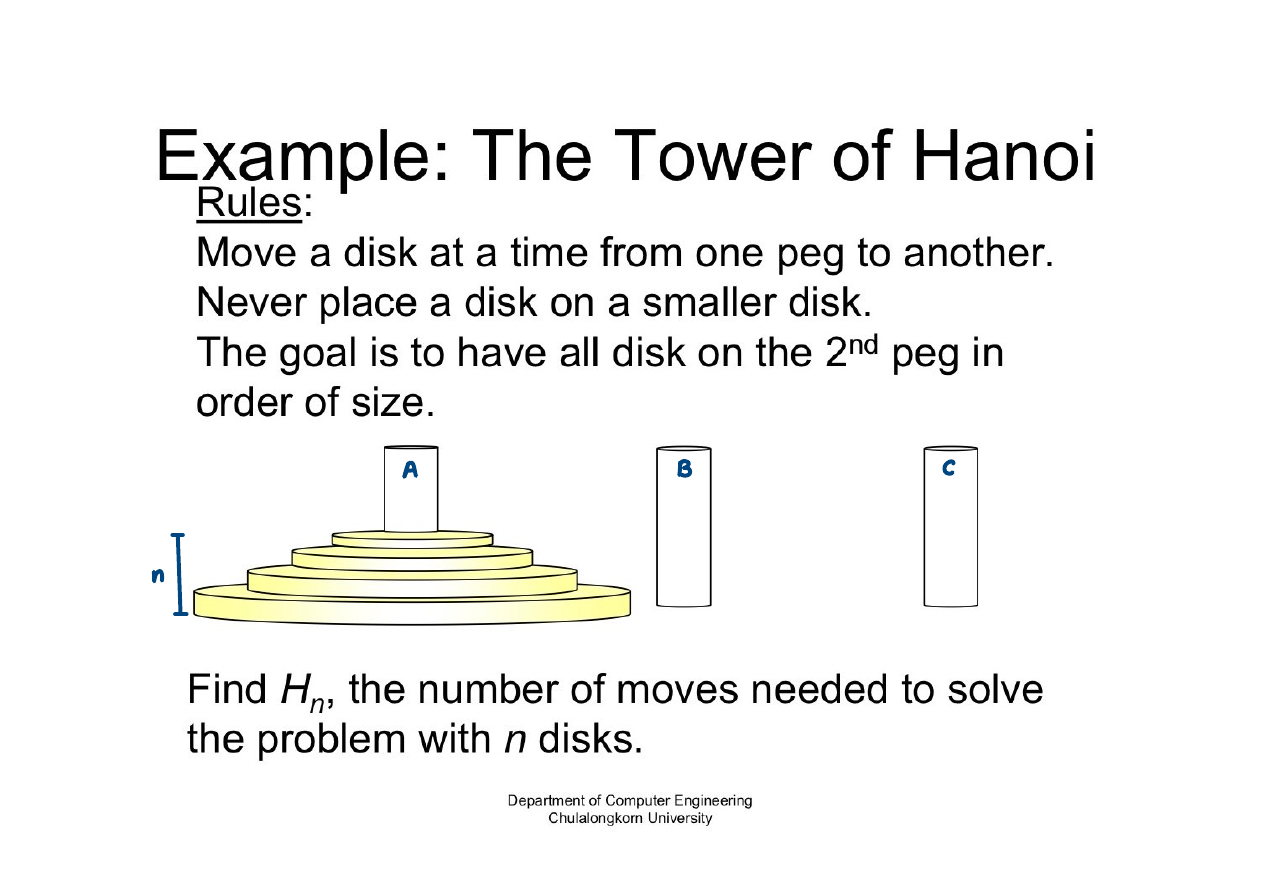 Example: The Tower of Hanoi
Rules:
Move a disk at a time from one peg to another.
Never place a disk on a smaller disk.
The goal is to have all disk on the 2nd peg in
order of size.
A
B
C
n
Find Hn, the number of moves needed to solve
the problem with n disks.
Department of Computer Engineering
Chulalongkorn University